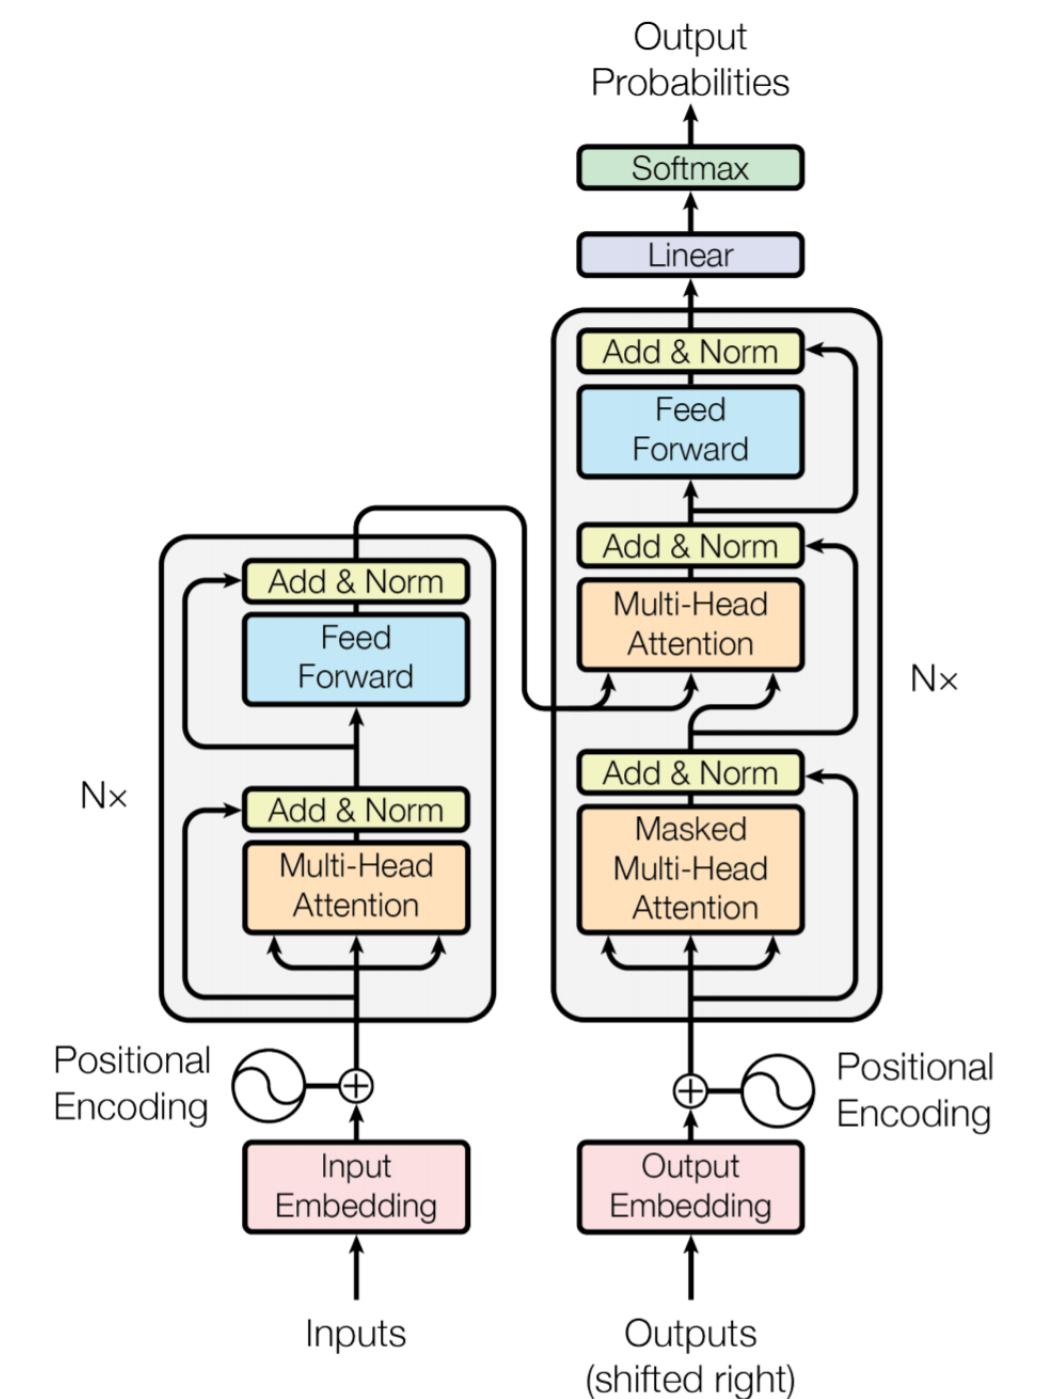 Output
Probabilities
Softmax
Linear
Add & Norm
Feed
Forward
Add & Norm
Multi-Head
Attention
N×
Add & Norm
Masked
Multi-Head
Attention
Add & Norm
Feed
Forward
N×
Add & Norm
Multi-Head
Attention
Positional
Encoding
Positional
Encoding
Input
Embedding
Output
Embedding
Inputs
Outputs
(shifted right)